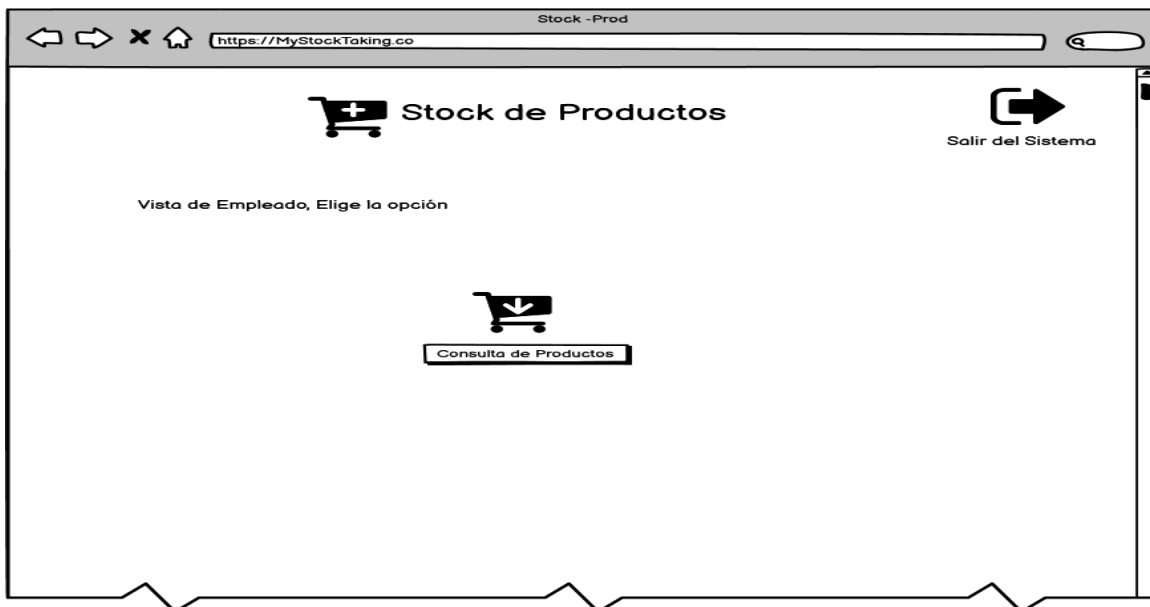 Stock -Prod
https://MyStockTaking.co
Stock de Productos
Salir del Sistema
Vista de Empleado, Elige la opción
Consulta de Productos